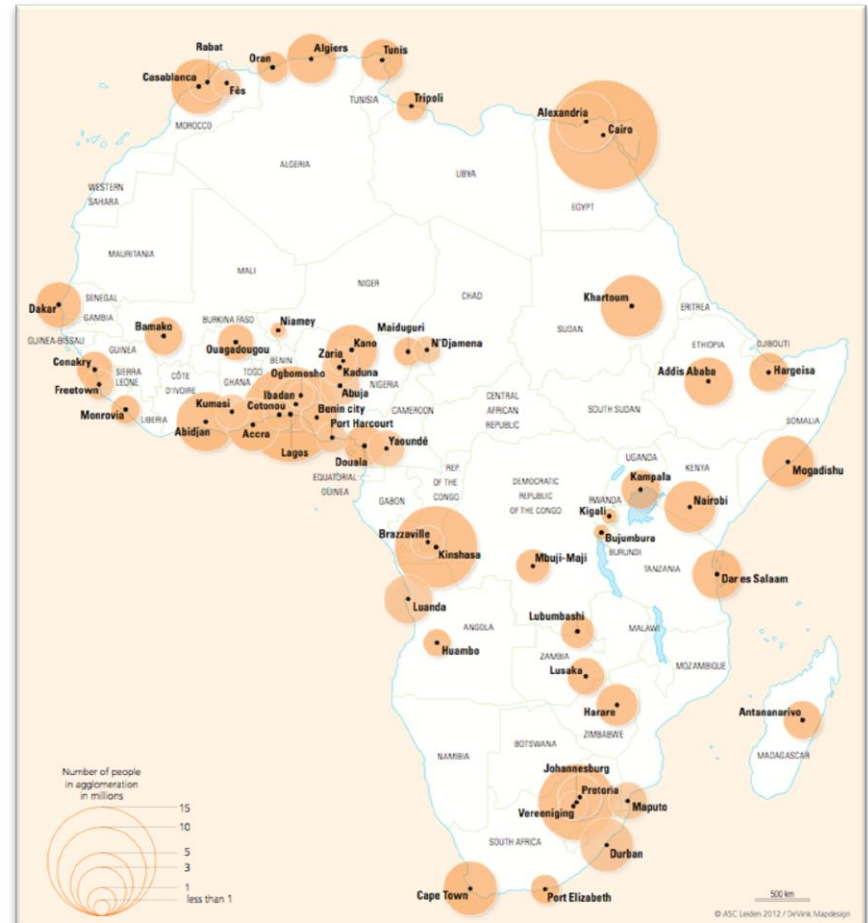 Rabat
Oran
Algiers
Tunis
Casablanca
Fès
Tripoli
TUNISIA
MOROCCO
Alexandria
Cairo
ALGERIA
LIBYA
EGYPT
WESTERN
SAHARA
MAURITANIA
MALI
NIGER
CHAD
Khartoum
SUDAN
ERITREA
Dakar
SENEGAL
GAMBIA
GUINEA-BISSAU
GUINEA
Bamako
BURKINA FASO
Niamey
Ouagadougou
Maiduguri
N'Djamena
Kano
Zaria
Kaduna
Abuja
NIGERIA
BENIN
TOGO
GHANA
Ogbomosho
Ibadan
Cotonou
Benin city
Port Harcourt
Lagos
Conakry
SIERRA
LEONE
Freetown
CÔTE
D'IVOIRE
Kumasi
Monrovia
LIBERIA
Abidjan
Accra
CAMEROON
Yaoundé
Douala
EQUATORIAL
GUINEA
CENTRAL
AFRICAN
REPUBLIC
SOUTH SUDAN
ETHIOPIA
DJIBOUTI
Addis Ababa
Hargeisa
SOMALIA
Mogadishu
UGANDA
KENYA
Kampala
Nairobi
RWANDA
Kigali
Bujumbura
BURUNDI
TANZANIA
Dar es Salaam
GABON
REP.
OF THE
CONGO
DEMOCRATIC
REPUBLIC
OF THE CONGO
Brazzaville
Kinshasa
Mbuji-Maji
Luanda
ANGOLA
Huambo
Lubumbashi
MALAWI
ZAMBIA
Lusaka
MOZAMBIQUE
Harare
ZIMBABWE
Antananarivo
MADAGASCAR
NAMIBIA
BOTSWANA
Johannesburg
Pretoria
Vereeniging
Maputo
SOUTH AFRICA
Durban
Cape Town
Port Elizabeth
Number of people
in agglomeration
in millions
15
10
5
3
1
less than 1
500 km
© ASC Leiden 2012 / DeVink Mapdesign